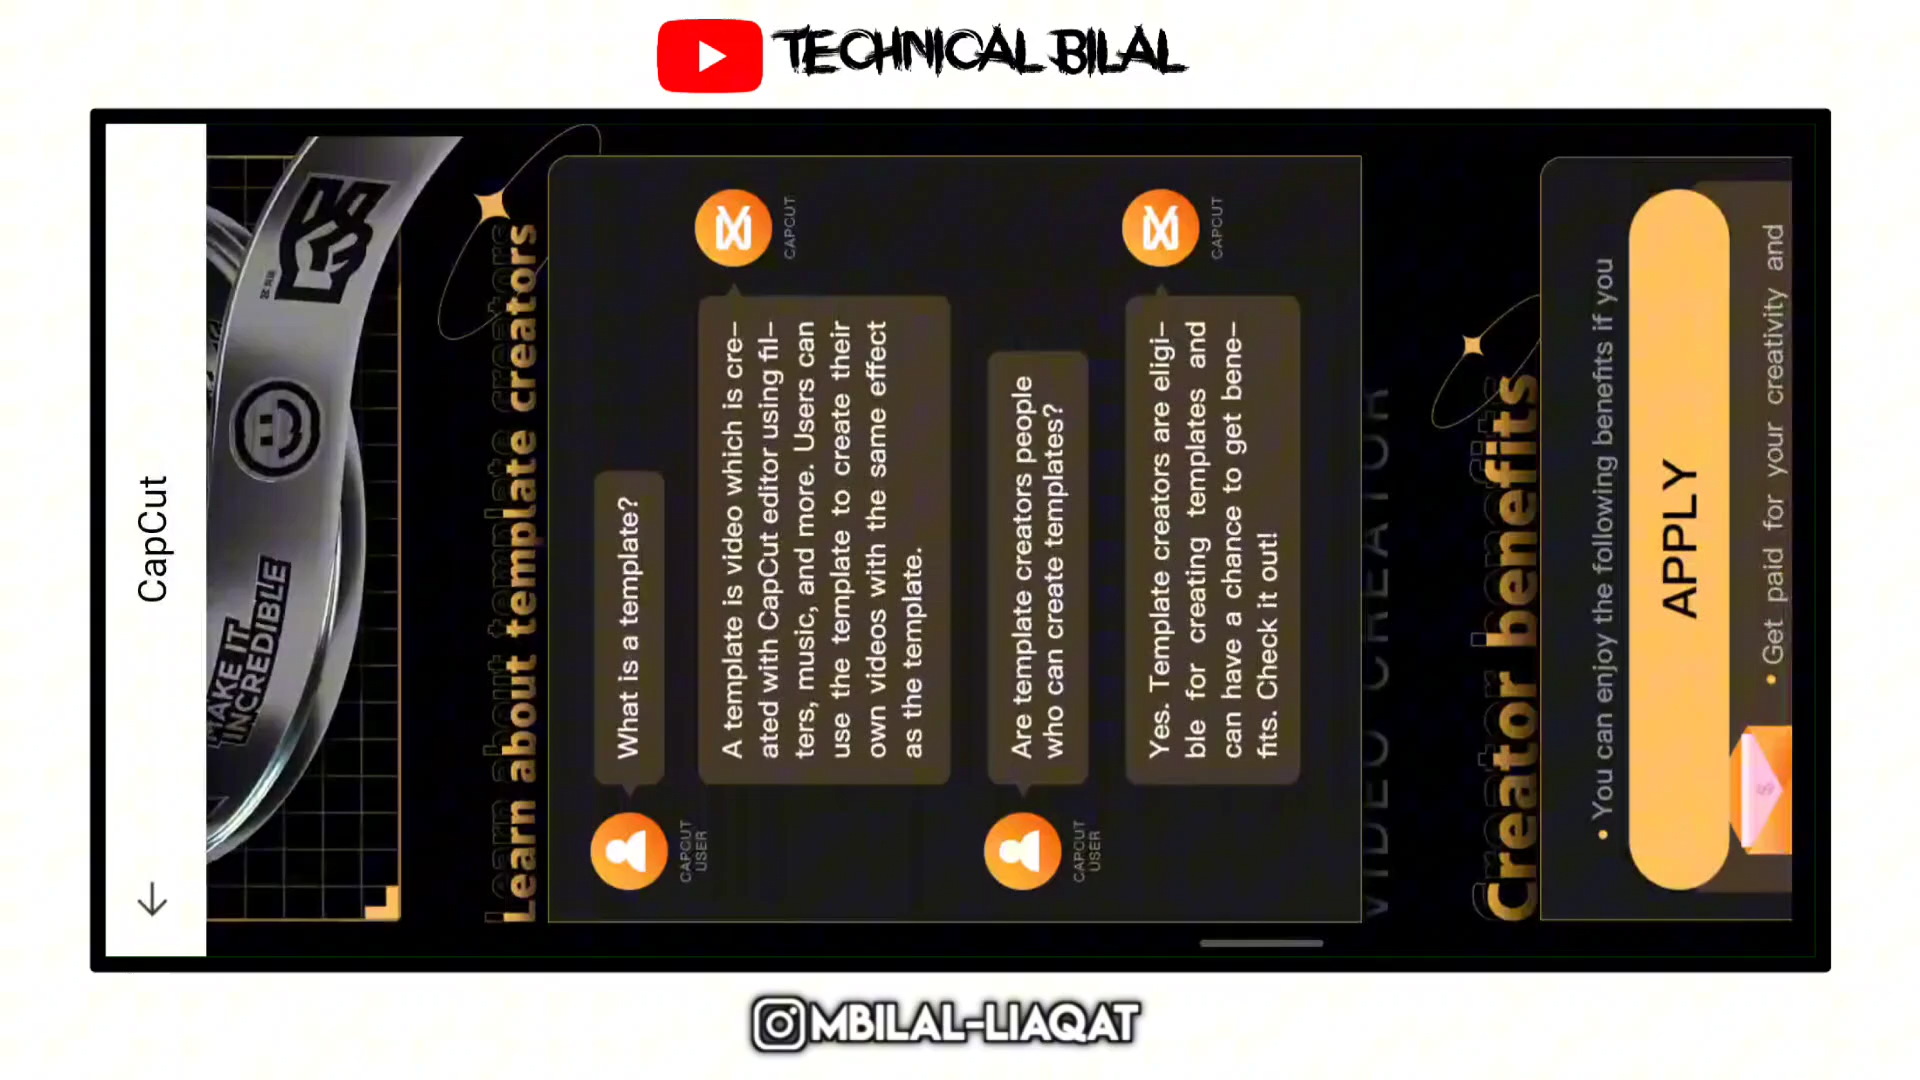 TECHNICAL BILAL
CapCut
MAKE IT
INCREDIBLE
Learn about template creators
What is a template?
CAPCUT
USER
A template is video which is cre-
ated with CapCut editor using fil-
ters, music, and more. Users can
use the template to create their
own videos with the same effect
as the template.
CAPCUT
Are template creators people
who can create templates?
CAPCUT
USER
Yes. Template creators are eligi-
ble for creating templates and
can have a chance to get bene-
fits. Check it out!
CAPCUT
VIDEO CREATOR
Creator benefits
• You can enjoy the following benefits if you
APPLY
• Get paid for your creativity and
MBILAL-LIAQAT